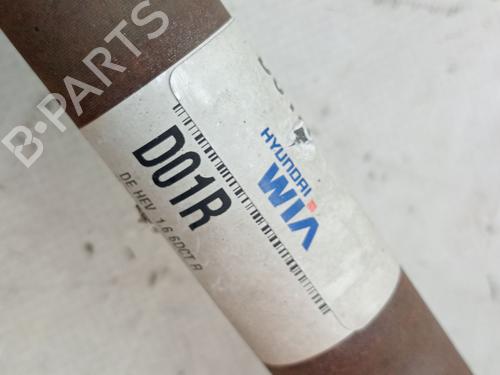 B-PARTS
HYUNDAI
WIA
D01R
DE HEV 1.6 6DCT R